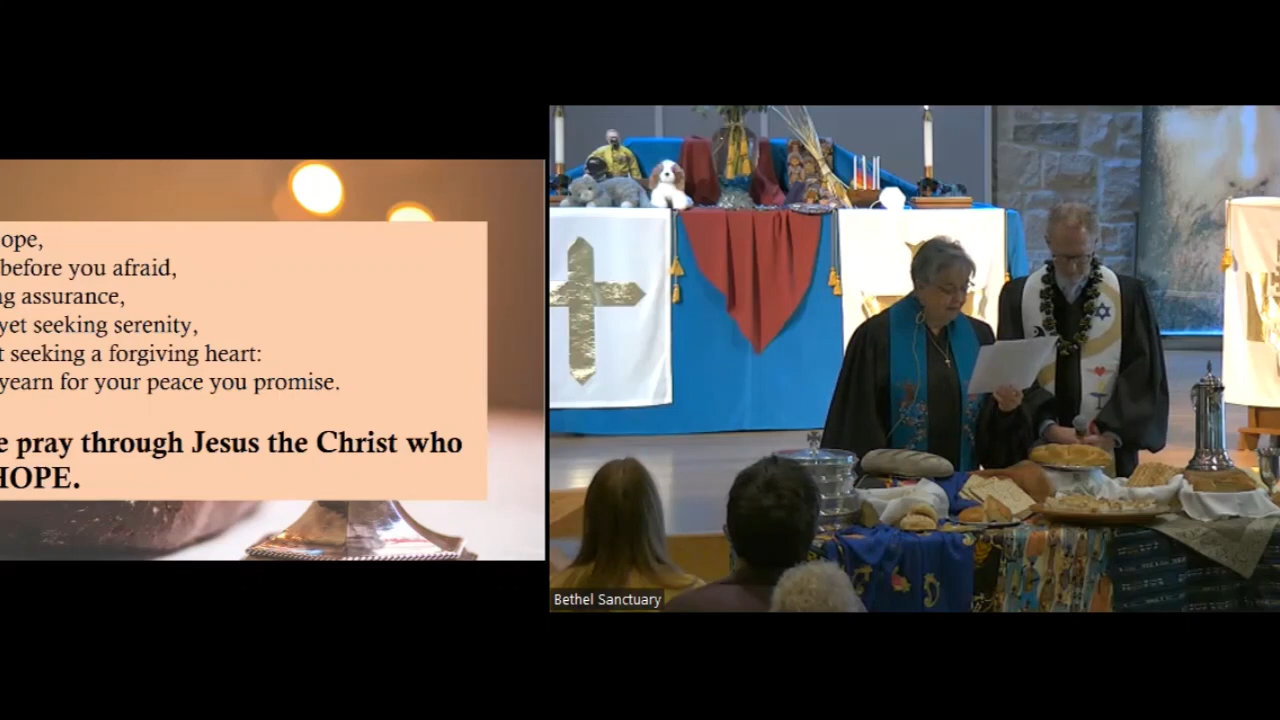 ope,
before you afraid,
ng assurance,
yet seeking serenity,
t seeking a forgiving heart:
yearn for your peace you promise.
e pray through Jesus the Christ who
HOPE.
Bethel Sanctuary